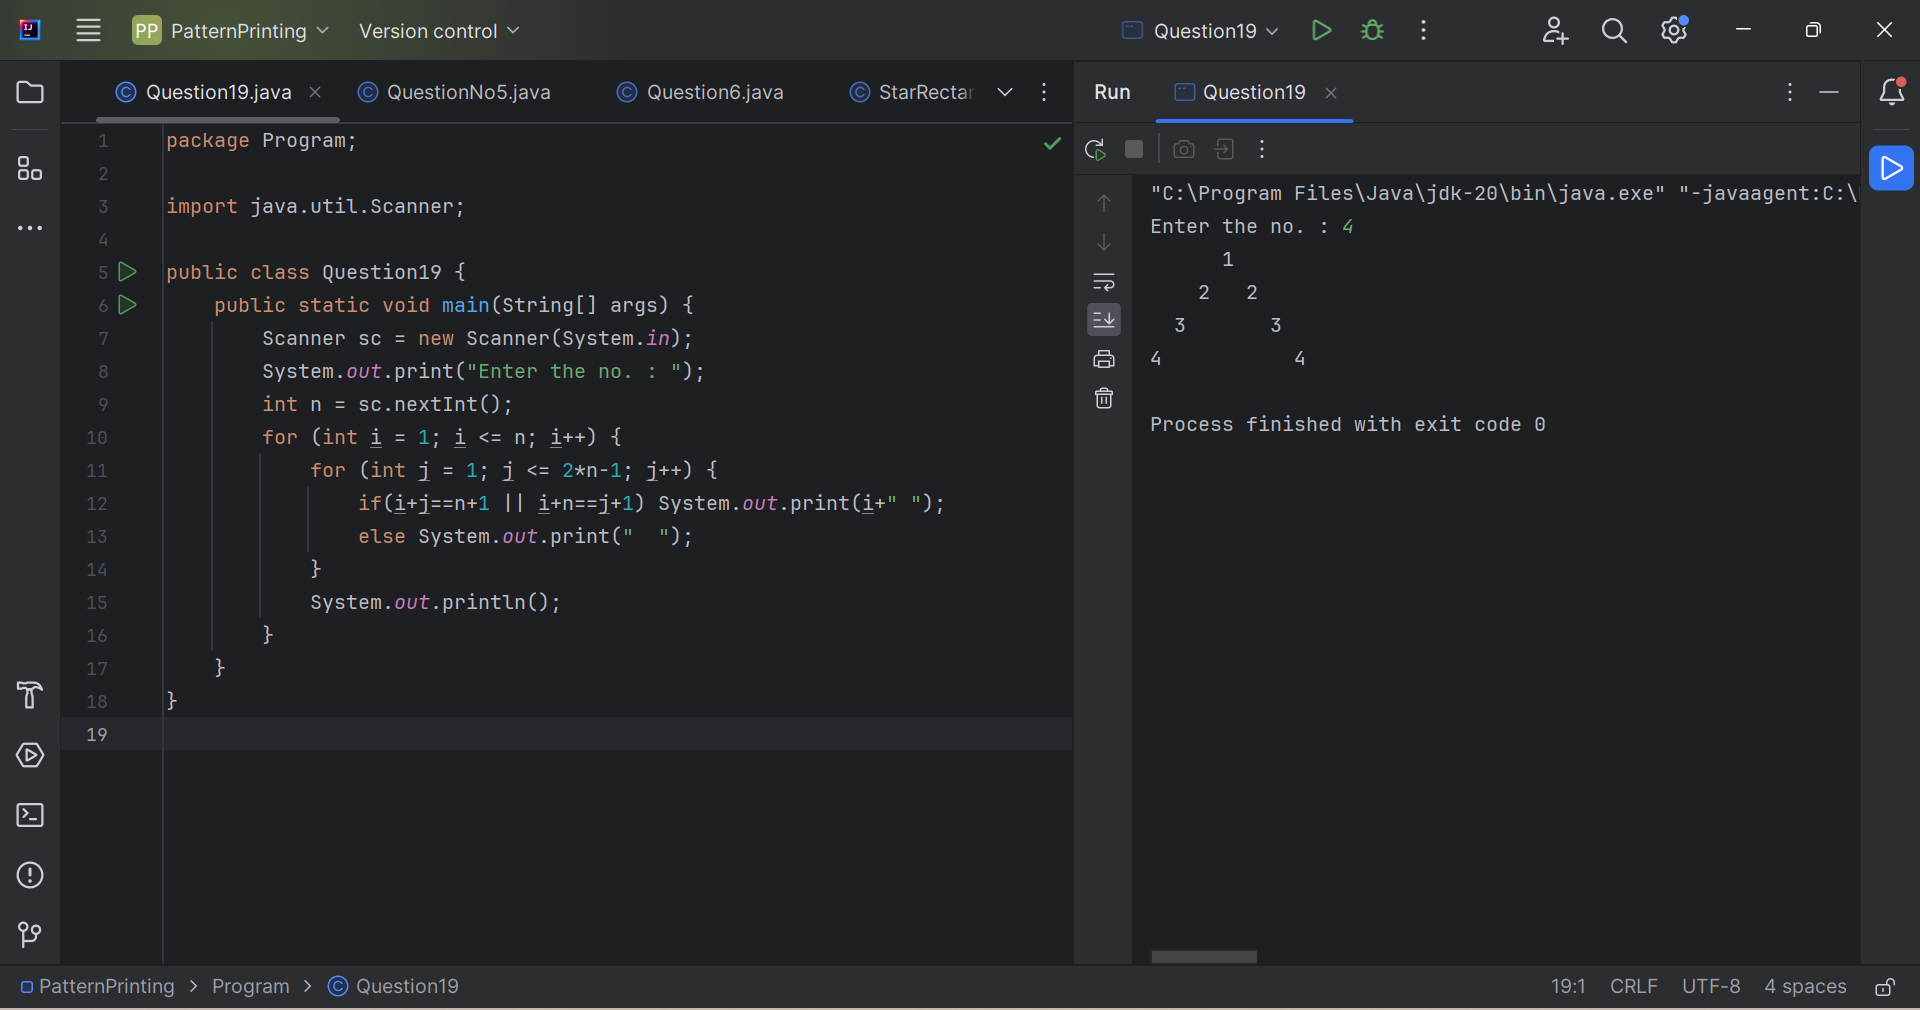 PP PatternPrinting Version control Question19
Question19.java QuestionNo5.java Question6.java StarRectar
Run Question19
1 package Program;
2
3 import java.util.Scanner;
4
5 public class Question19 {
6 public static void main(String[] args) {
7 Scanner sc = new Scanner(System.in);
8 System.out.print("Enter the no. : ");
9 int n = sc.nextInt();
10 for (int i = 1; i <= n; i++) {
11 for (int j = 1; j <= 2*n-1; j++) {
12 if(i+j==n+1 || i+n==j+1) System.out.print(i+" ");
13 else System.out.print("  ");
14 }
15 System.out.println();
16 }
17 }
18 }
19
"C:\Program Files\Java\jdk-20\bin\java.exe" "-javaagent:C:\
Enter the no. : 4
      1
    2   2
  3       3
4           4
Process finished with exit code 0
PatternPrinting > Program > Question19
19:1 CRLF UTF-8 4 spaces